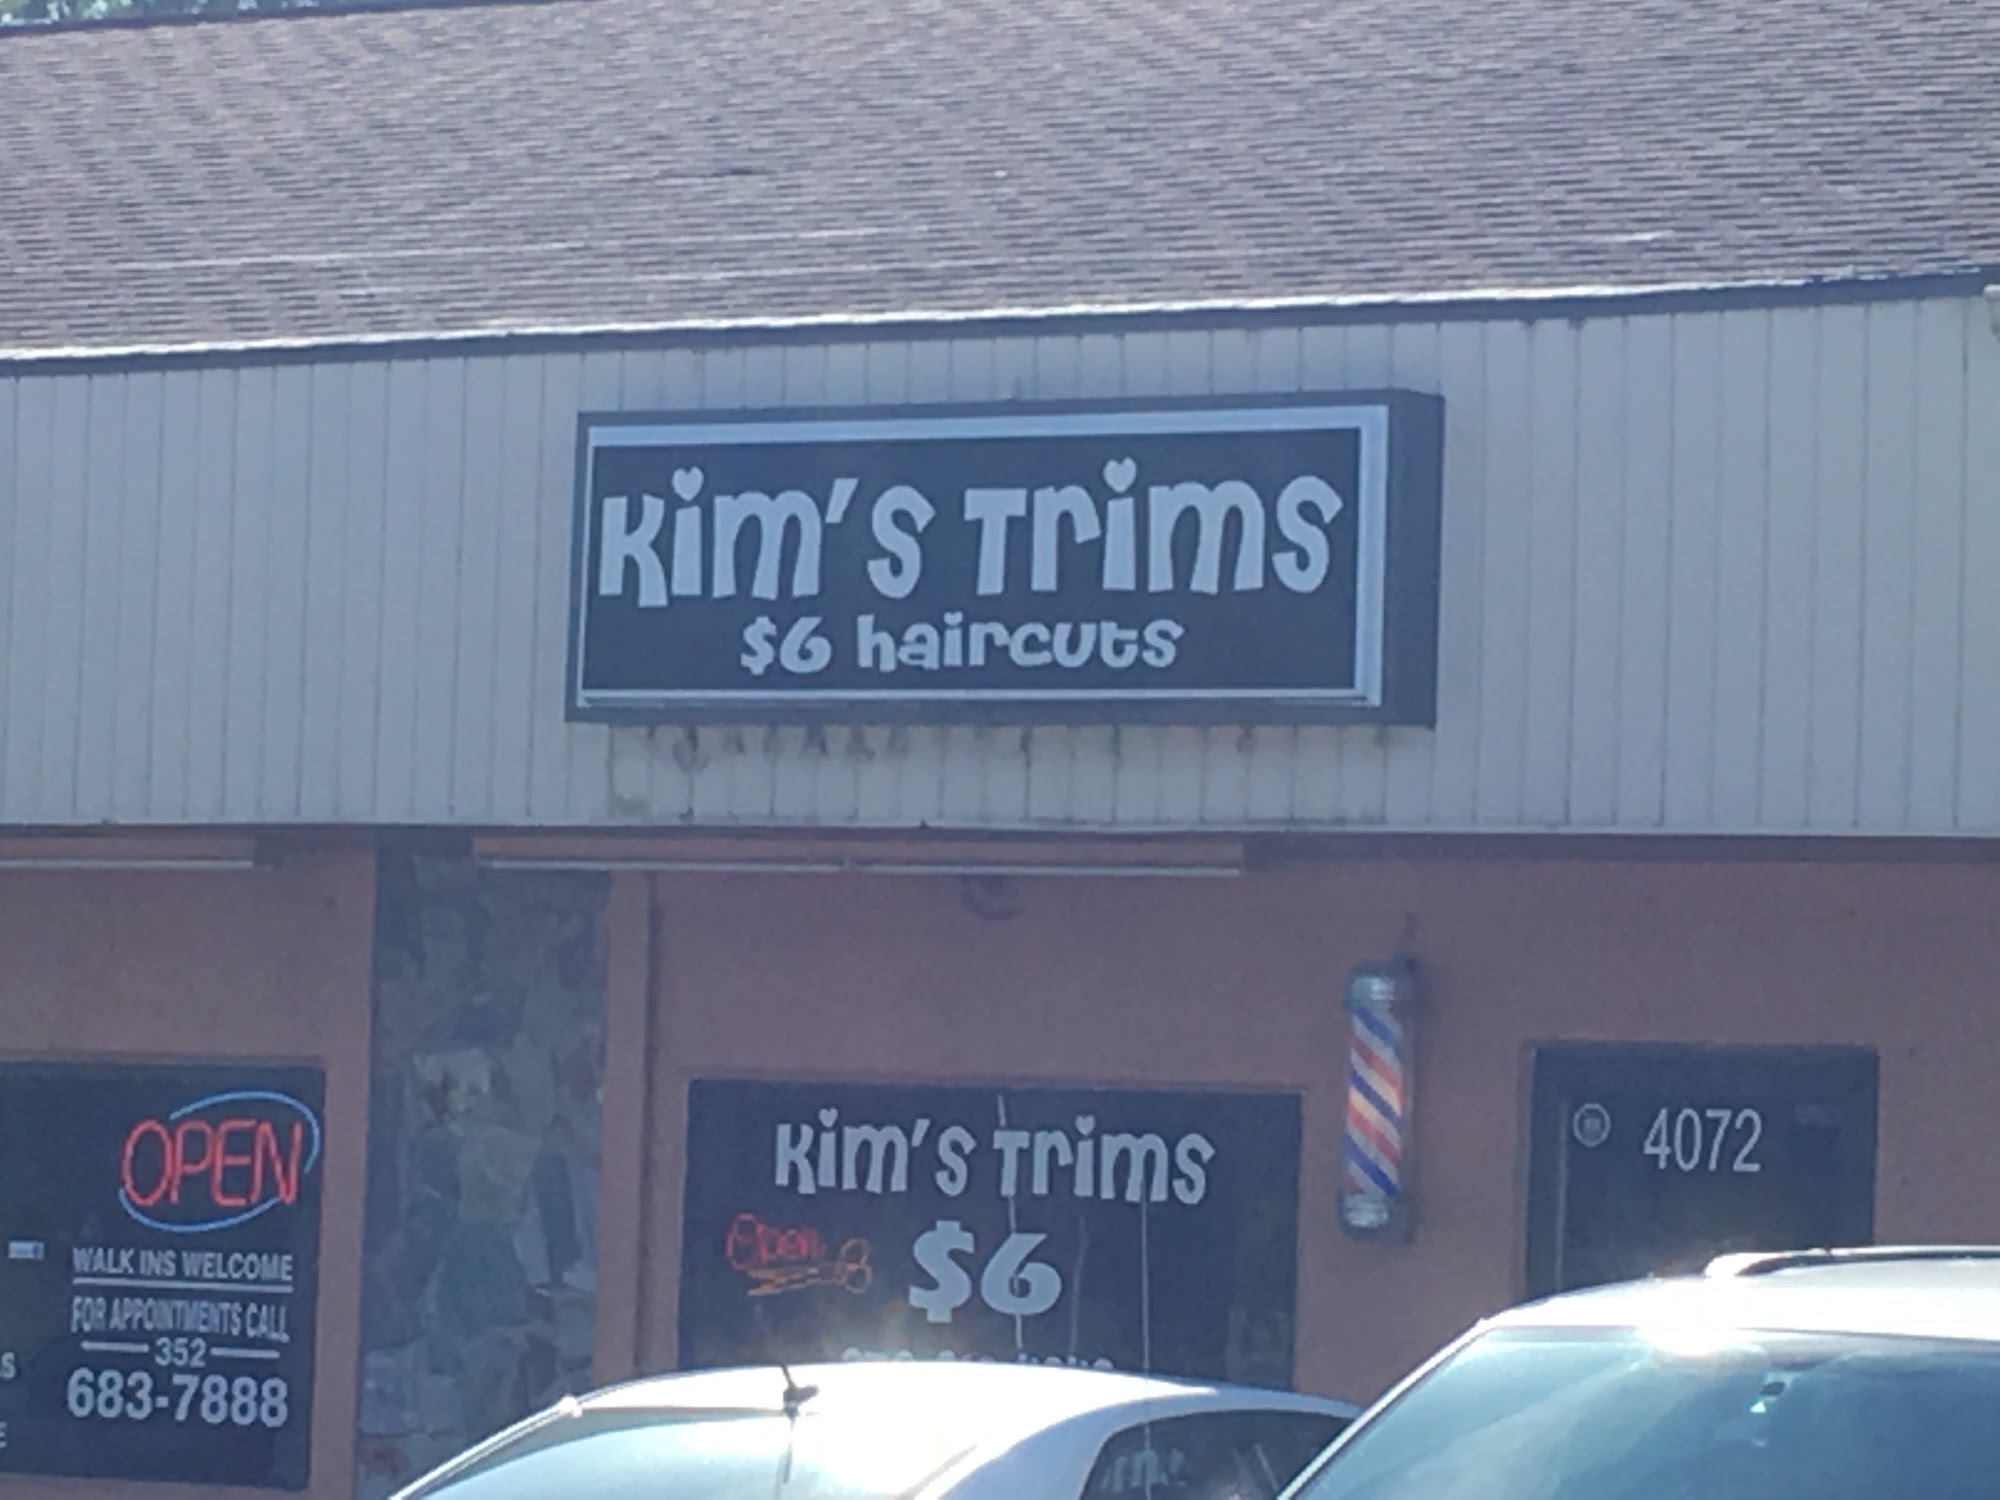 Kim's Trims
$6 haircuts
OPEN
WALK INS WELCOME
FOR APPOINTMENTS CALL
352
683-7888
Kim's Trims
Open
$6
4072